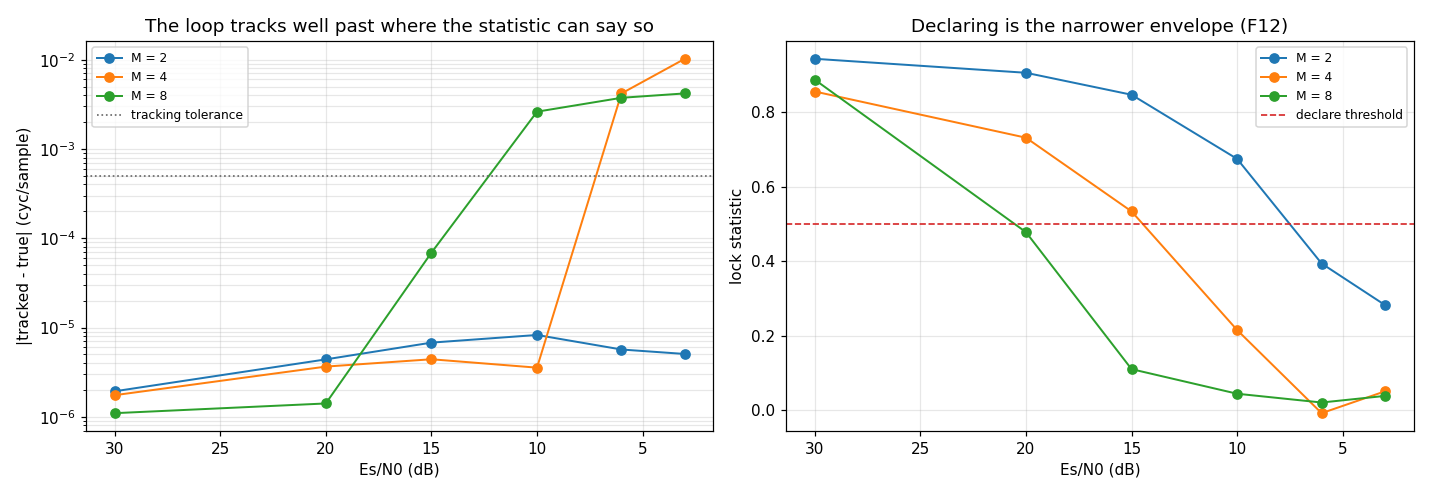 The loop tracks well past where the statistic can say so
M = 2
M = 4
M = 8
tracking tolerance
|tracked - true| (cyc/sample)
10⁻²
10⁻³
10⁻⁴
10⁻⁵
10⁻⁶
30 25 20 15 10 5
Es/N0 (dB)
Declaring is the narrower envelope (F12)
M = 2
M = 4
M = 8
declare threshold
lock statistic
0.8
0.6
0.4
0.2
0.0
30 25 20 15 10 5
Es/N0 (dB)